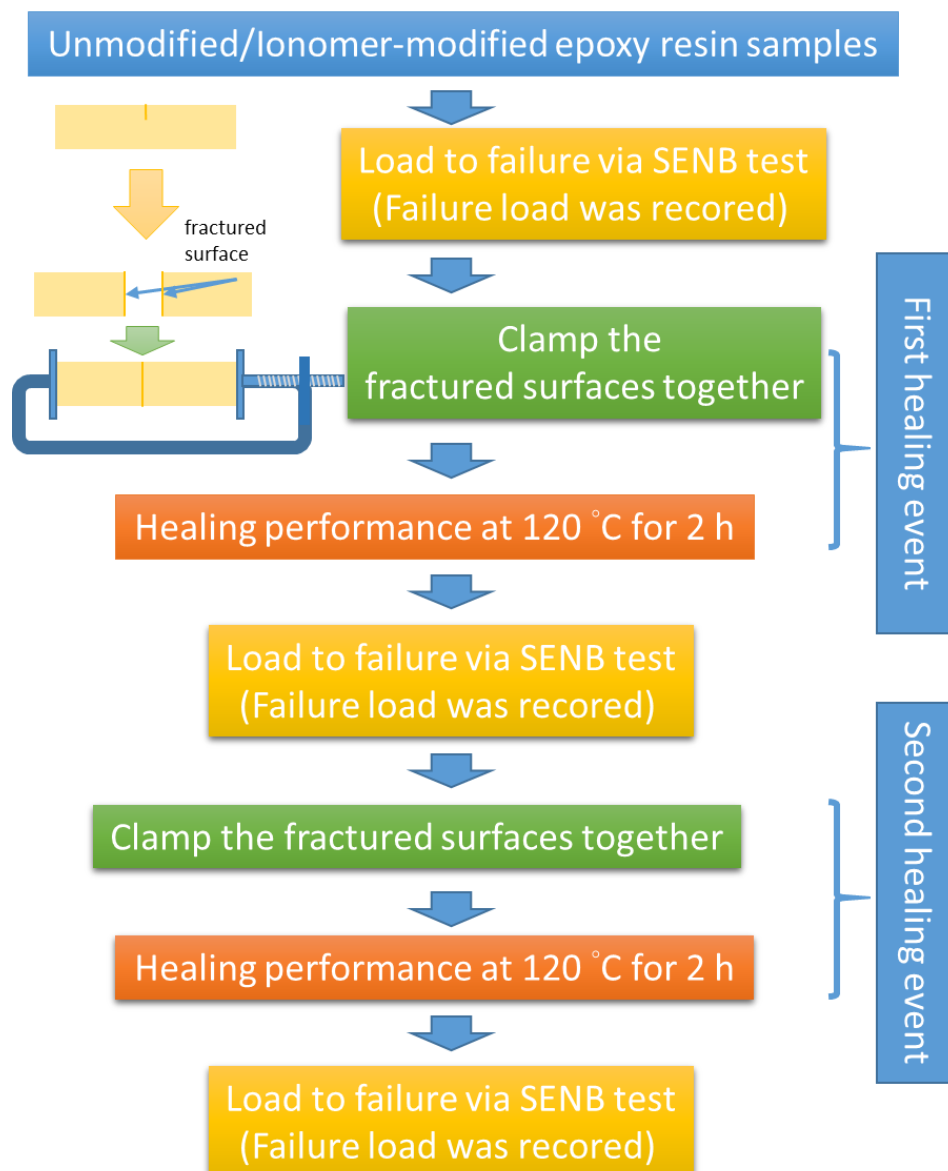 Unmodified/Ionomer-modified epoxy resin samples
Load to failure via SENB test
(Failure load was recored)
fractured
surface
Clamp the
fractured surfaces together
Healing performance at 120 °C for 2 h
First healing event
Load to failure via SENB test
(Failure load was recored)
Clamp the fractured surfaces together
Healing performance at 120 °C for 2 h
Second healing event
Load to failure via SENB test
(Failure load was recored)